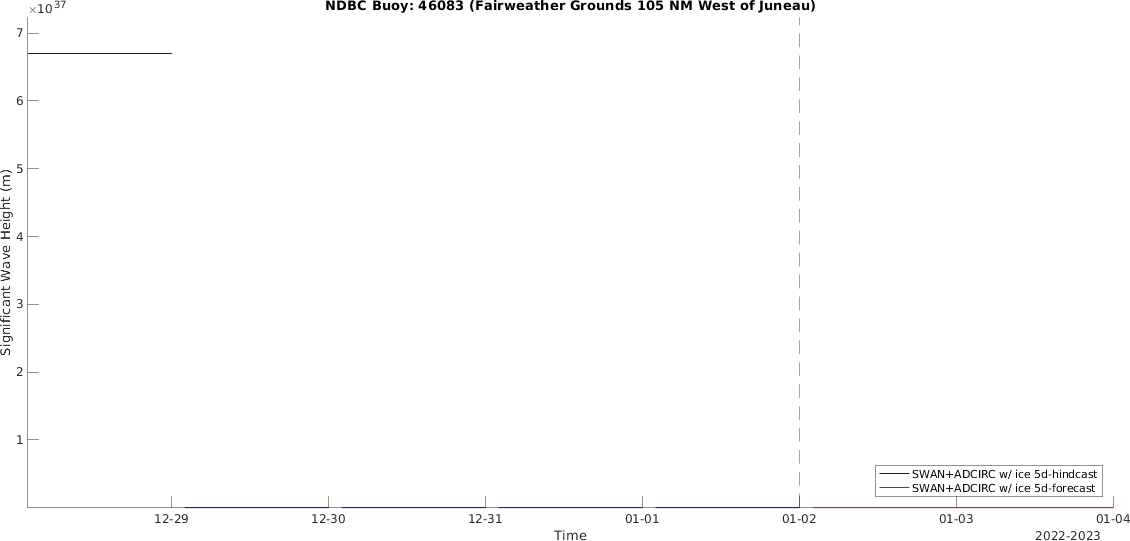 NDBC Buoy: 46083 (Fairweather Grounds 105 NM West of Juneau)
×10^37
7
6
5
4
3
2
1
Significant Wave Height (m)
SWAN+ADCIRC w/ ice 5d-hindcast
SWAN+ADCIRC w/ ice 5d-forecast
12-29 12-30 12-31 01-01 01-02 01-03 01-04
Time
2022-2023